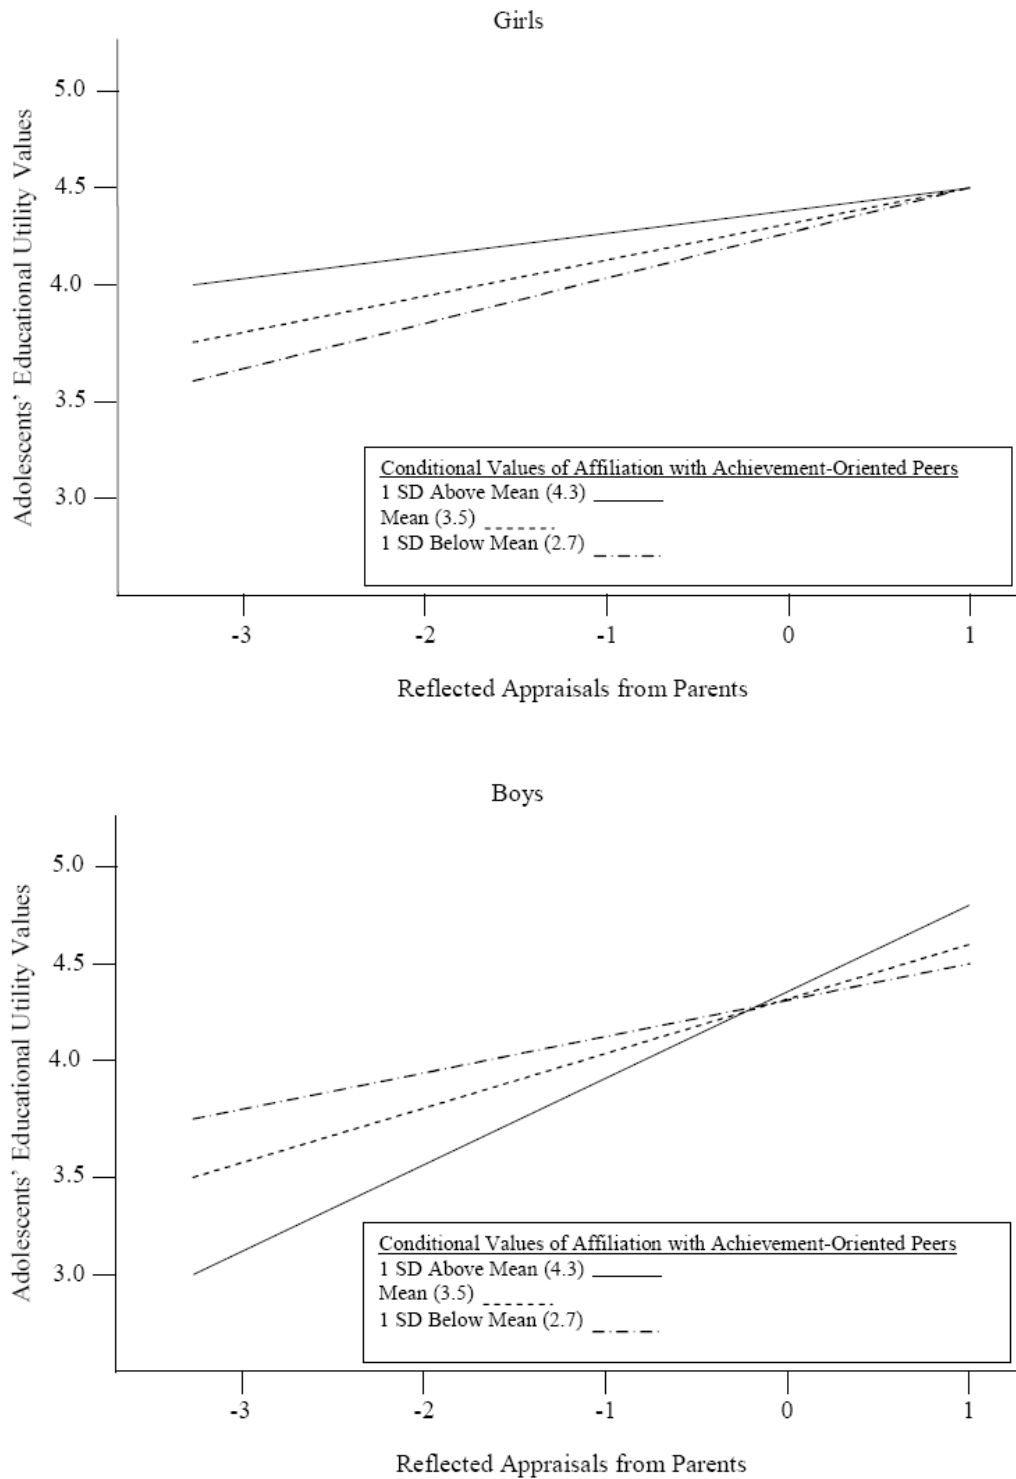 Girls
Adolescents’ Educational Utility Values
5.0
4.5
4.0
3.5
3.0
Conditional Values of Affiliation with Achievement-Oriented Peers
1 SD Above Mean (4.3)
Mean (3.5)
1 SD Below Mean (2.7)
-3 -2 -1 0 1
Reflected Appraisals from Parents
Boys
Adolescents’ Educational Utility Values
5.0
4.5
4.0
3.5
3.0
Conditional Values of Affiliation with Achievement-Oriented Peers
1 SD Above Mean (4.3)
Mean (3.5)
1 SD Below Mean (2.7)
-3 -2 -1 0 1
Reflected Appraisals from Parents